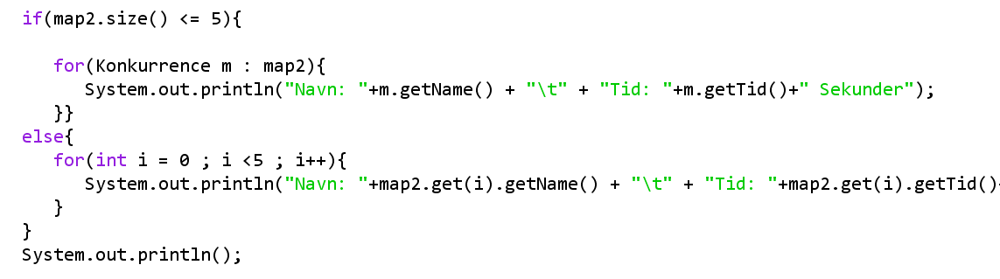 if(map2.size() <= 5){
for(Konkurrence m : map2){
System.out.println("Navn: "+m.getName() + "\t" + "Tid: "+m.getTid()+" Sekunder");
}}
else{
for(int i = 0 ; i <5 ; i++){
System.out.println("Navn: "+map2.get(i).getName() + "\t" + "Tid: "+map2.get(i).getTid()
}
}
System.out.println();